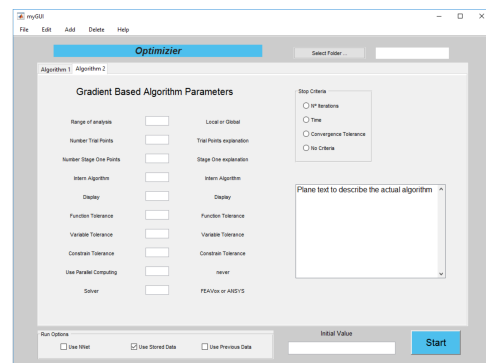 myGUI
File Edit Add Delete Help
Optimizier
Select Folder ...
Algorithm 1 Algorithm 2
Gradient Based Algorithm Parameters
Stop Criteria
Nº Iterations
Time
Convergence Tolerance
No Criteria
Range of analysis Local or Global
Number Trial Points Trial Points explanation
Number Stage One Points Stage One explanation
Intern Algorithm Intern Algorithm
Display Display
Function Tolerance Function Tolerance
Variable Tolerance Variable Tolerance
Constrain Tolerance Constrain Tolerance
Use Parallel Computing never
Solver FEAVox or ANSYS
Plane text to describe the actual algorithm
Run Options
Use NNet Use Stored Data Use Previous Data
Initial Value
Start